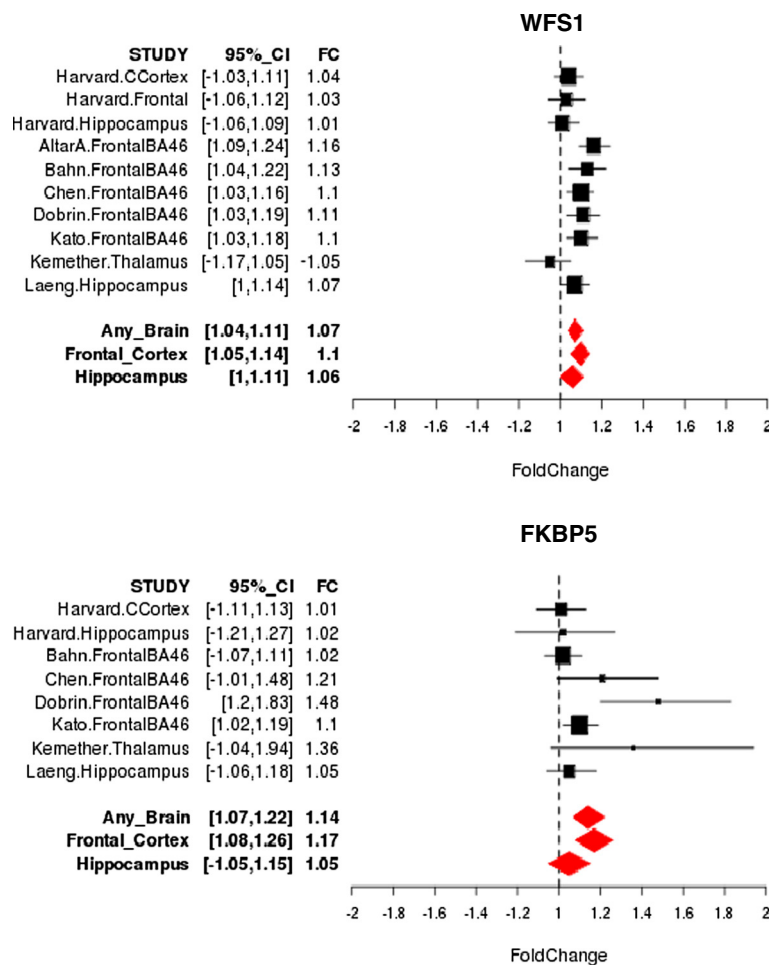 WFS1
STUDY 95%_CI FC
Harvard.CCortex [-1.03,1.11] 1.04
Harvard.Frontal [-1.06,1.12] 1.03
Harvard.Hippocampus [-1.06,1.09] 1.01
AltarA.FrontalBA46 [1.09,1.24] 1.16
Bahn.FrontalBA46 [1.04,1.22] 1.13
Chen.FrontalBA46 [1.03,1.16] 1.1
Dobrin.FrontalBA46 [1.03,1.19] 1.11
Kato.FrontalBA46 [1.03,1.18] 1.1
Kemether.Thalamus [-1.17,1.05] -1.05
Laeng.Hippocampus [1,1.14] 1.07
Any_Brain [1.04,1.11] 1.07
Frontal_Cortex [1.05,1.14] 1.1
Hippocampus [1,1.11] 1.06
-2 -1.8 -1.6 -1.4 -1.2 1 1.2 1.4 1.6 1.8 2
FoldChange
FKBP5
STUDY 95%_CI FC
Harvard.CCortex [-1.11,1.13] 1.01
Harvard.Hippocampus [-1.21,1.27] 1.02
Bahn.FrontalBA46 [-1.07,1.11] 1.02
Chen.FrontalBA46 [-1.01,1.48] 1.21
Dobrin.FrontalBA46 [1.2,1.83] 1.48
Kato.FrontalBA46 [1.02,1.19] 1.1
Kemether.Thalamus [-1.04,1.94] 1.36
Laeng.Hippocampus [-1.06,1.18] 1.05
Any_Brain [1.07,1.22] 1.14
Frontal_Cortex [1.08,1.26] 1.17
Hippocampus [-1.05,1.15] 1.05
-2 -1.8 -1.6 -1.4 -1.2 1 1.2 1.4 1.6 1.8 2
FoldChange